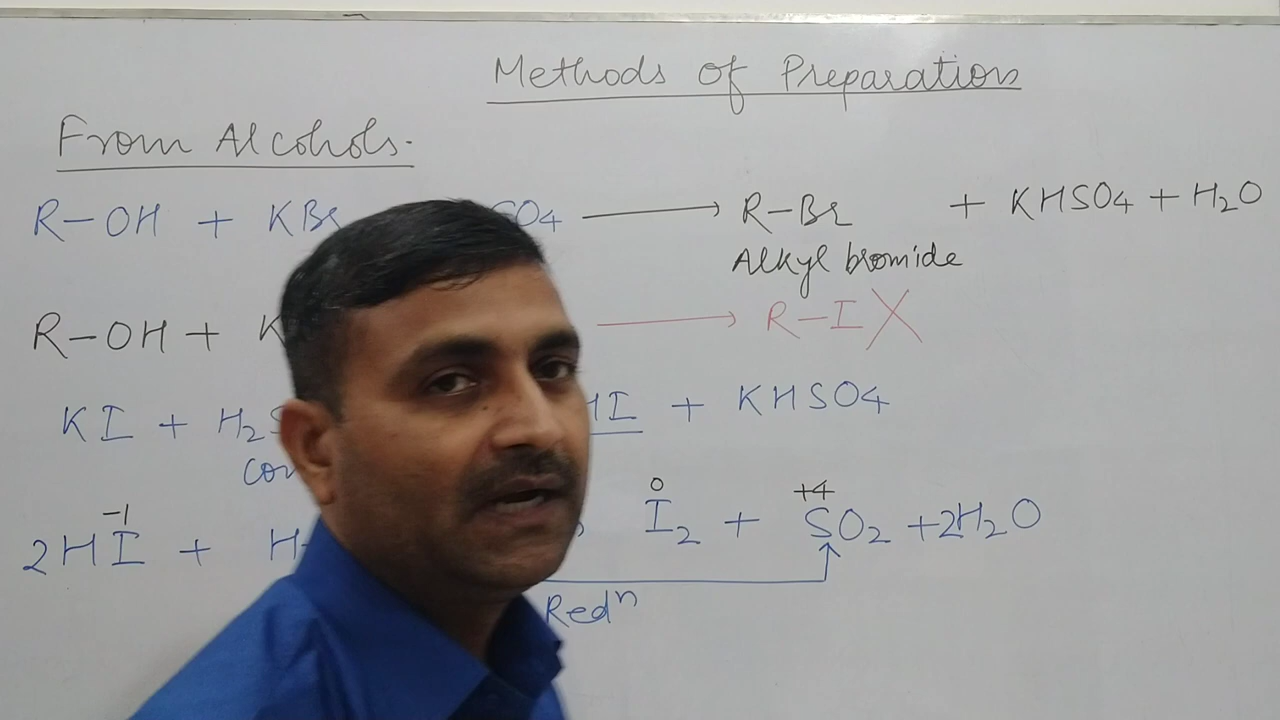 Methods of Preparation
From Alcohols.
R-OH + KBr SO4 ⟶ R-Br + KHSO4 + H2O
Alkyl bromide
R-OH + K ⟶ R-I X
KI + H2S HI + KHSO4
con
-1 0 +4
2HI + H I2 + SO2 + 2H2O
Redn